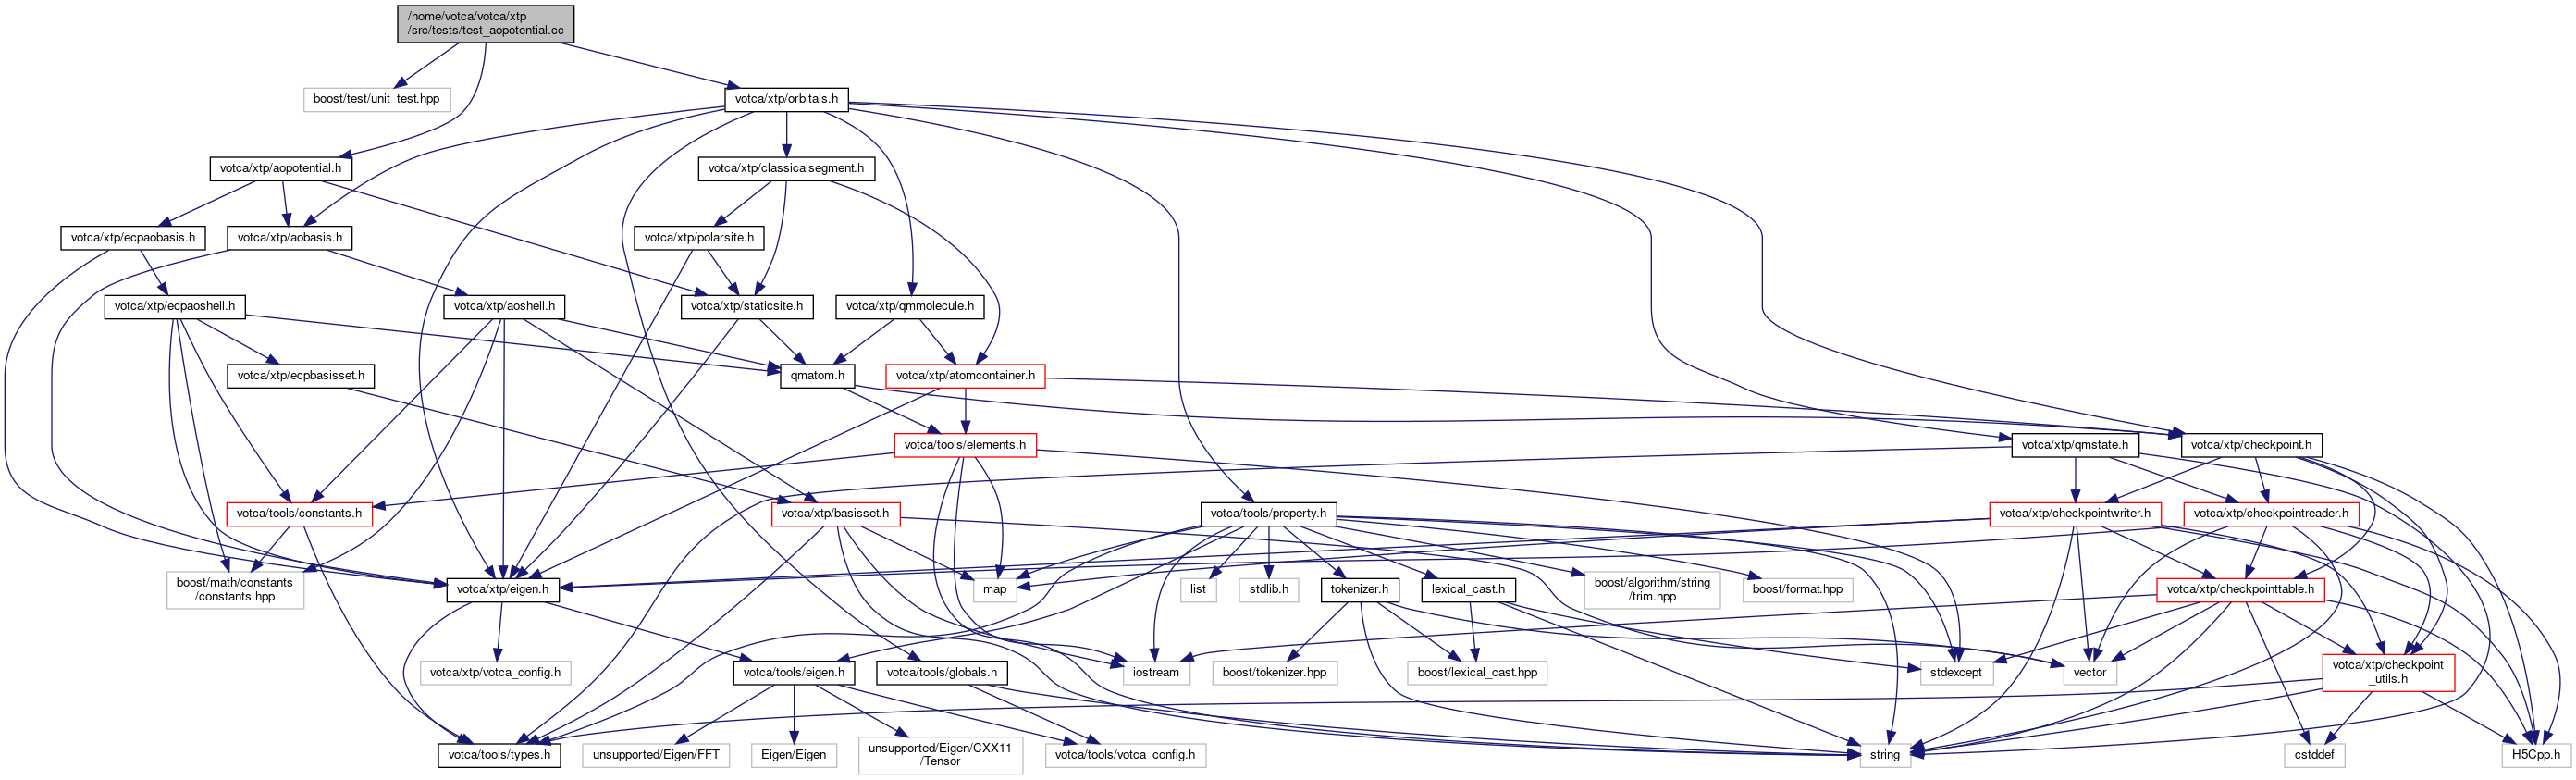 /home/votca/votca/xtp
/src/tests/test_aopotential.cc
boost/test/unit_test.hpp
votca/xtp/orbitals.h
votca/xtp/aopotential.h
votca/xtp/classicalsegment.h
votca/xtp/ecpaobasis.h
votca/xtp/aobasis.h
votca/xtp/polarsite.h
votca/xtp/ecpaoshell.h
votca/xtp/aoshell.h
votca/xtp/staticsite.h
votca/xtp/qmmolecule.h
votca/xtp/ecpbasisset.h
qmatom.h
votca/xtp/atomcontainer.h
votca/tools/elements.h
votca/xtp/qmstate.h
votca/xtp/checkpoint.h
votca/tools/constants.h
votca/xtp/basisset.h
votca/tools/property.h
votca/xtp/checkpointwriter.h
votca/xtp/checkpointreader.h
boost/math/constants
/constants.hpp
votca/xtp/eigen.h
map
list
stdlib.h
tokenizer.h
lexical_cast.h
boost/algorithm/string
/trim.hpp
boost/format.hpp
votca/xtp/checkpointtable.h
votca/xtp/votca_config.h
votca/tools/eigen.h
votca/tools/globals.h
iostream
boost/tokenizer.hpp
boost/lexical_cast.hpp
stdexcept
vector
votca/xtp/checkpoint
_utils.h
votca/tools/types.h
unsupported/Eigen/FFT
Eigen/Eigen
unsupported/Eigen/CXX11
/Tensor
votca/tools/votca_config.h
string
cstddef
H5Cpp.h